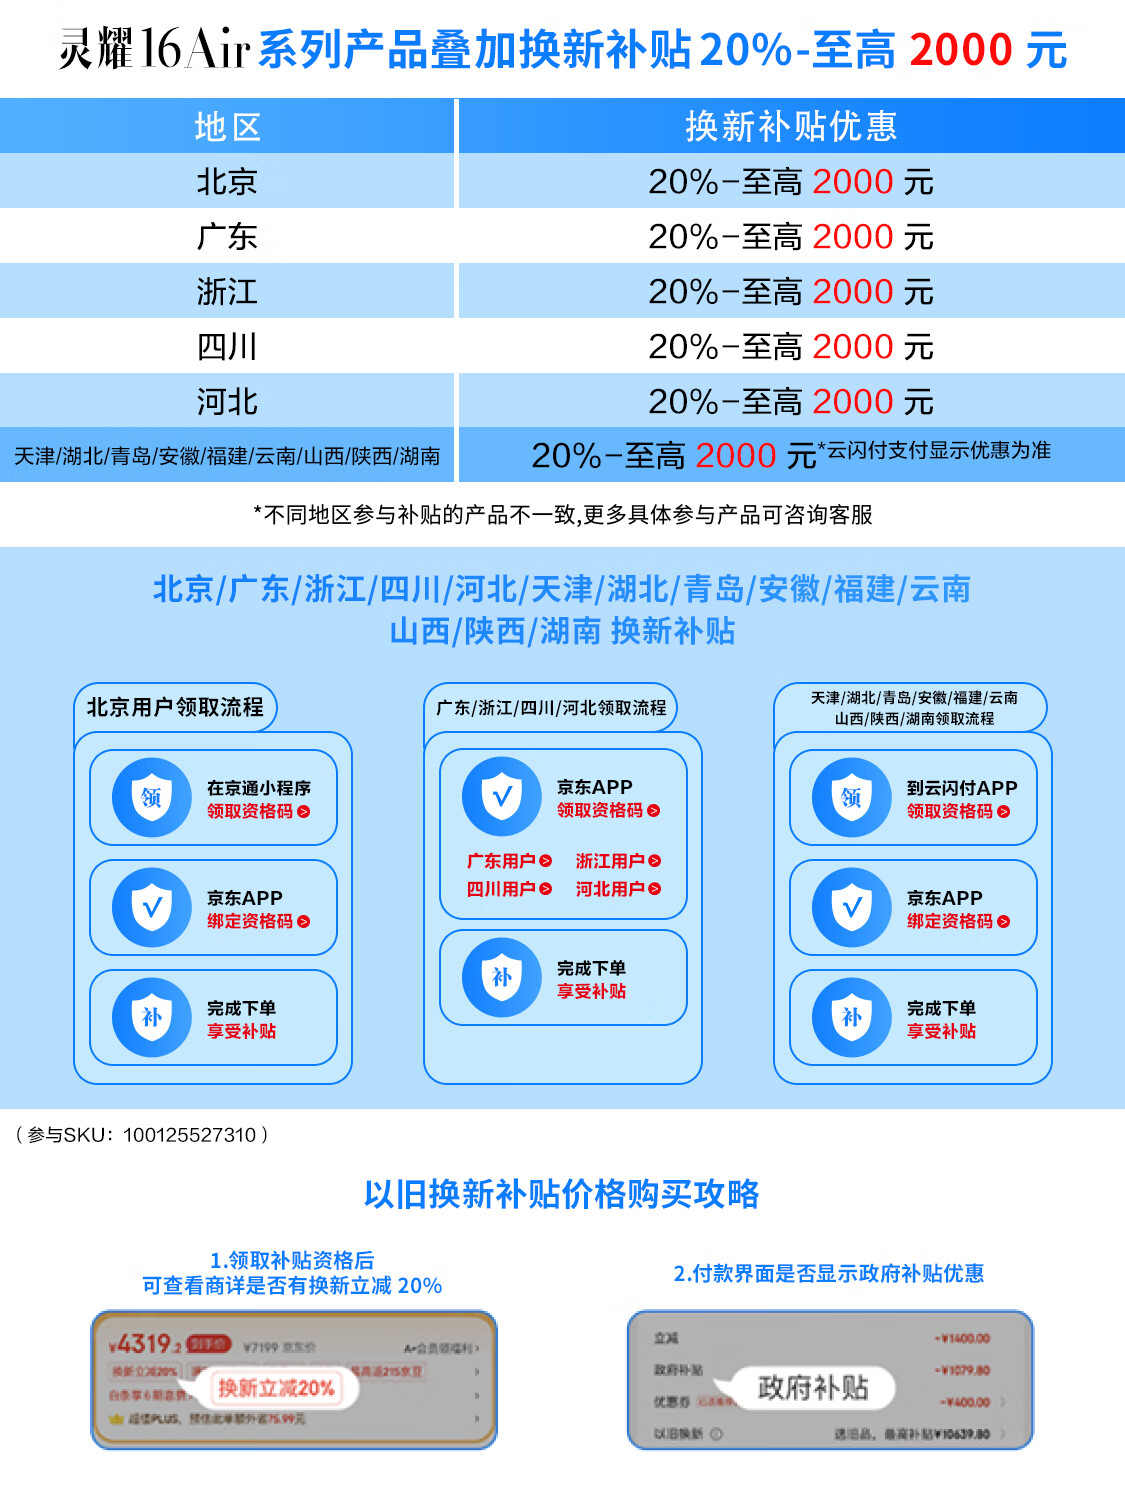 灵耀16Air系列产品叠加换新补贴20%-至高 2000 元
地区 换新补贴优惠
北京 20%-至高 2000 元
广东 20%-至高 2000 元
浙江 20%-至高 2000 元
四川 20%-至高 2000 元
河北 20%-至高 2000 元
天津/湖北/青岛/安徽/福建/云南/山西/陕西/湖南 20%-至高 2000 元*云闪付支付显示优惠为准
*不同地区参与补贴的产品不一致,更多具体参与产品可咨询客服
北京/广东/浙江/四川/河北/天津/湖北/青岛/安徽/福建/云南
山西/陕西/湖南 换新补贴
北京用户领取流程
领
在京通小程序
领取资格码>
京东APP
绑定资格码>
补
完成下单
享受补贴
广东/浙江/四川/河北领取流程
京东APP
领取资格码>
广东用户> 浙江用户>
四川用户> 河北用户>
补
完成下单
享受补贴
天津/湖北/青岛/安徽/福建/云南
山西/陕西/湖南领取流程
领
到云闪付APP
领取资格码>
京东APP
绑定资格码>
补
完成下单
享受补贴
（参与SKU：100125527310）
以旧换新补贴价格购买攻略
1.领取补贴资格后
可查看商详是否有换新立减 20%
¥4319.2 到手价 ¥7199 京东价 A+会员领福利>
换新立减20% 最高返215京豆 >
换新立减20%
白条享6期息费 >
超值PLUS，预估此单额外省75.99元 >
2.付款界面是否显示政府补贴优惠
立减 -¥1400.00
政府补贴 -¥1079.80
政府补贴
优惠券 -¥400.00 >
以旧换新 选旧品，最高补贴¥10639.80 >